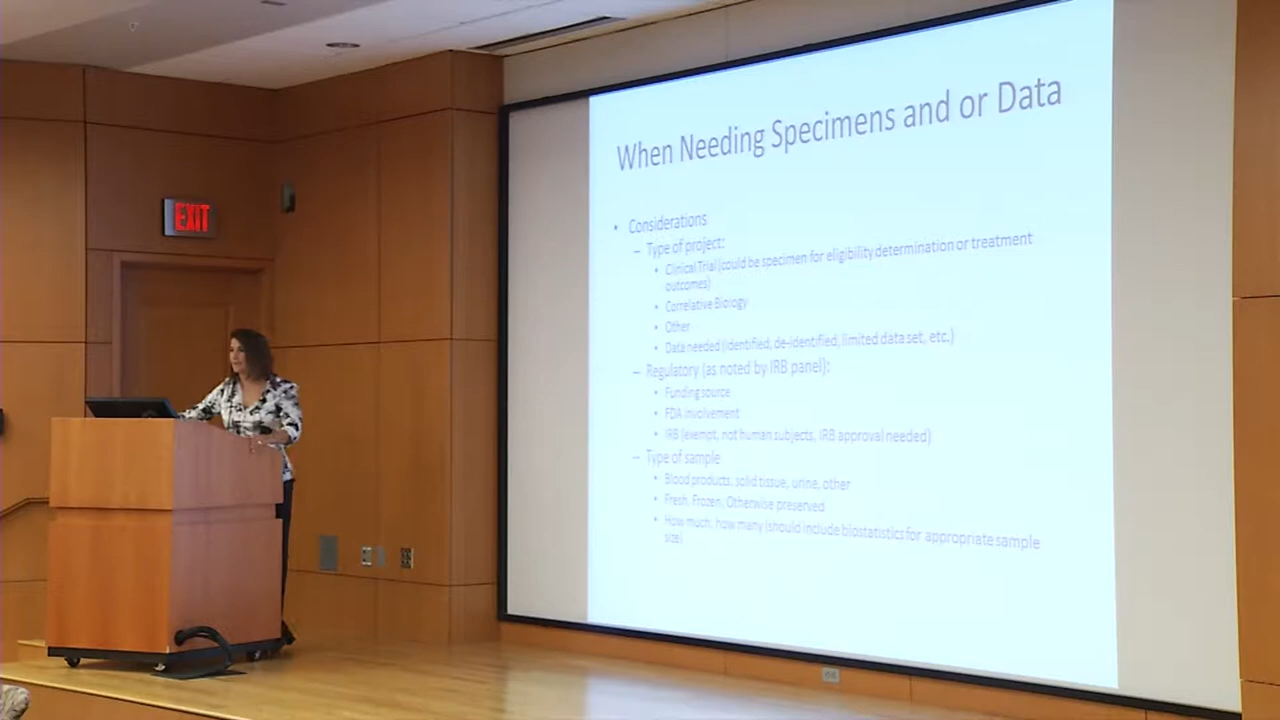 EXIT
When Needing Specimens and or Data
• Considerations
– Type of project:
• Clinical Trial (could be specimen for eligibility determination or treatment
outcomes)
• Correlative Biology
• Other
• Data needed (identified, de-identified, limited data set, etc.)
– Regulatory (as noted by IRB panel):
• Funding source
• FDA involvement
• IRB (exempt, not human subjects, IRB approval needed)
– Type of sample
• Blood products, solid tissue, urine, other
• Fresh, Frozen, Otherwise preserved
• How much, how many (should include biostatistics for appropriate sample
size)